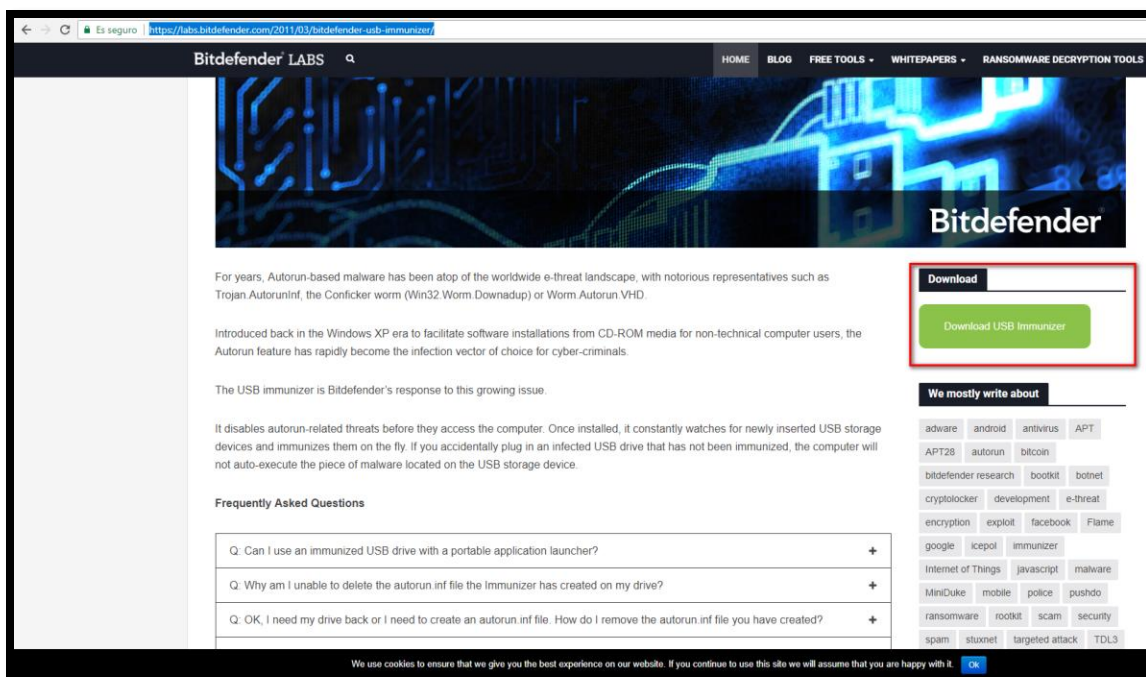 Es seguro https://labs.bitdefender.com/2011/03/bitdefender-usb-immunizer/
Bitdefender LABS HOME BLOG FREE TOOLS WHITEPAPERS RANSOMWARE DECRYPTION TOOLS
Bitdefender
For years, Autorun-based malware has been atop of the worldwide e-threat landscape, with notorious representatives such as
Trojan.AutorunInf, the Conficker worm (Win32.Worm.Downadup) or Worm.Autorun.VHD.
Introduced back in the Windows XP era to facilitate software installations from CD-ROM media for non-technical computer users, the
Autorun feature has rapidly become the infection vector of choice for cyber-criminals.
The USB immunizer is Bitdefender's response to this growing issue.
It disables autorun-related threats before they access the computer. Once installed, it constantly watches for newly inserted USB storage
devices and immunizes them on the fly. If you accidentally plug in an infected USB drive that has not been immunized, the computer will
not auto-execute the piece of malware located on the USB storage device.
Frequently Asked Questions
Q: Can I use an immunized USB drive with a portable application launcher? +
Q: Why am I unable to delete the autorun.inf file the Immunizer has created on my drive? +
Q: OK, I need my drive back or I need to create an autorun.inf file. How do I remove the autorun.inf file you have created? +
Download
Download USB Immunizer
We mostly write about
adware android antivirus APT
APT28 autorun bitcoin
bitdefender research bootkit botnet
cryptolocker development e-threat
encryption exploit facebook Flame
google icepol immunizer
Internet of Things javascript malware
MiniDuke mobile police pushdo
ransomware rootkit scam security
spam stuxnet targeted attack TDL3
We use cookies to ensure that we give you the best experience on our website. If you continue to use this site we will assume that you are happy with it. Ok